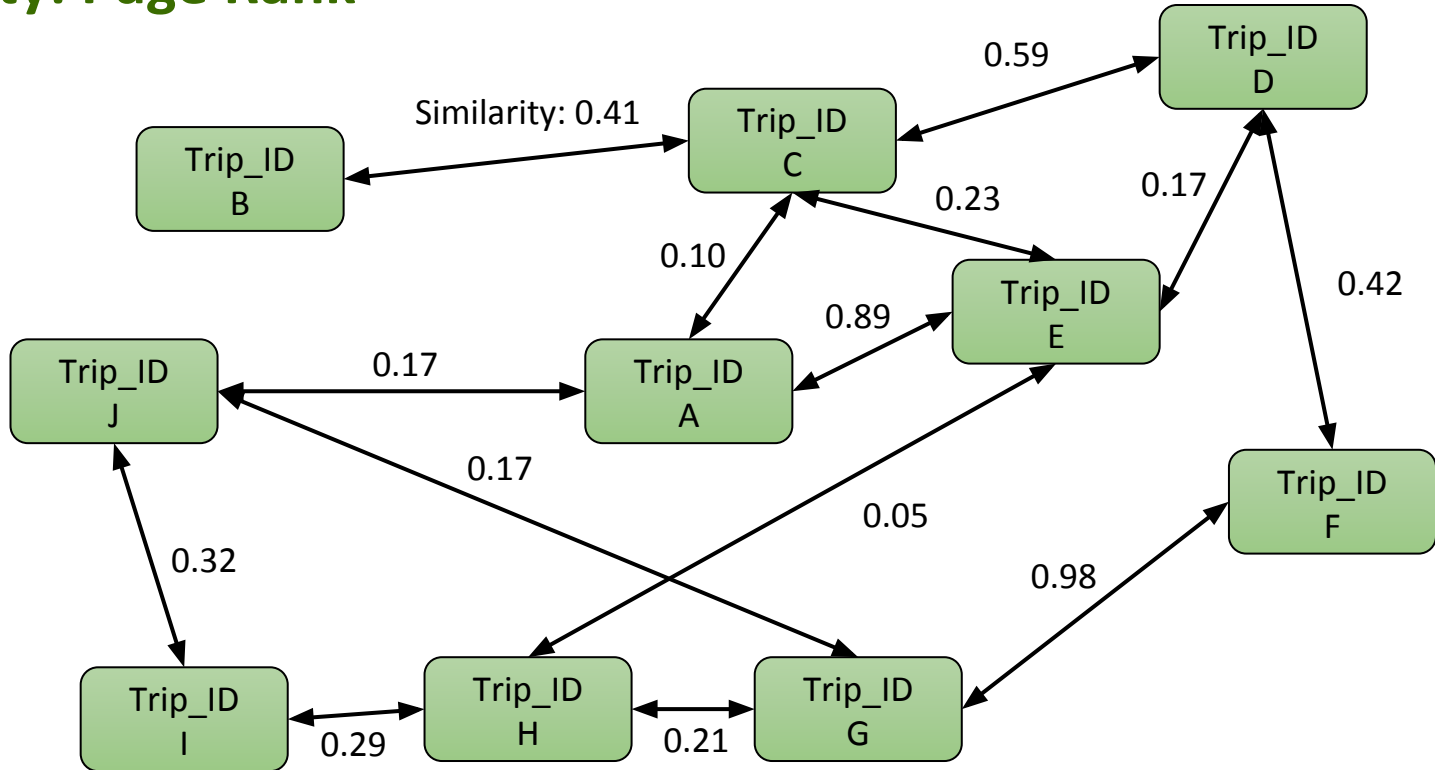 Page Rank
0.59
Trip_ID
D
Similarity: 0.41
Trip_ID
C
Trip_ID
B
0.23
0.17
0.10
0.42
Trip_ID
E
0.89
Trip_ID
J
0.17
Trip_ID
A
0.17
Trip_ID
F
0.05
0.32
0.98
Trip_ID
I
0.29
Trip_ID
H
0.21
Trip_ID
G